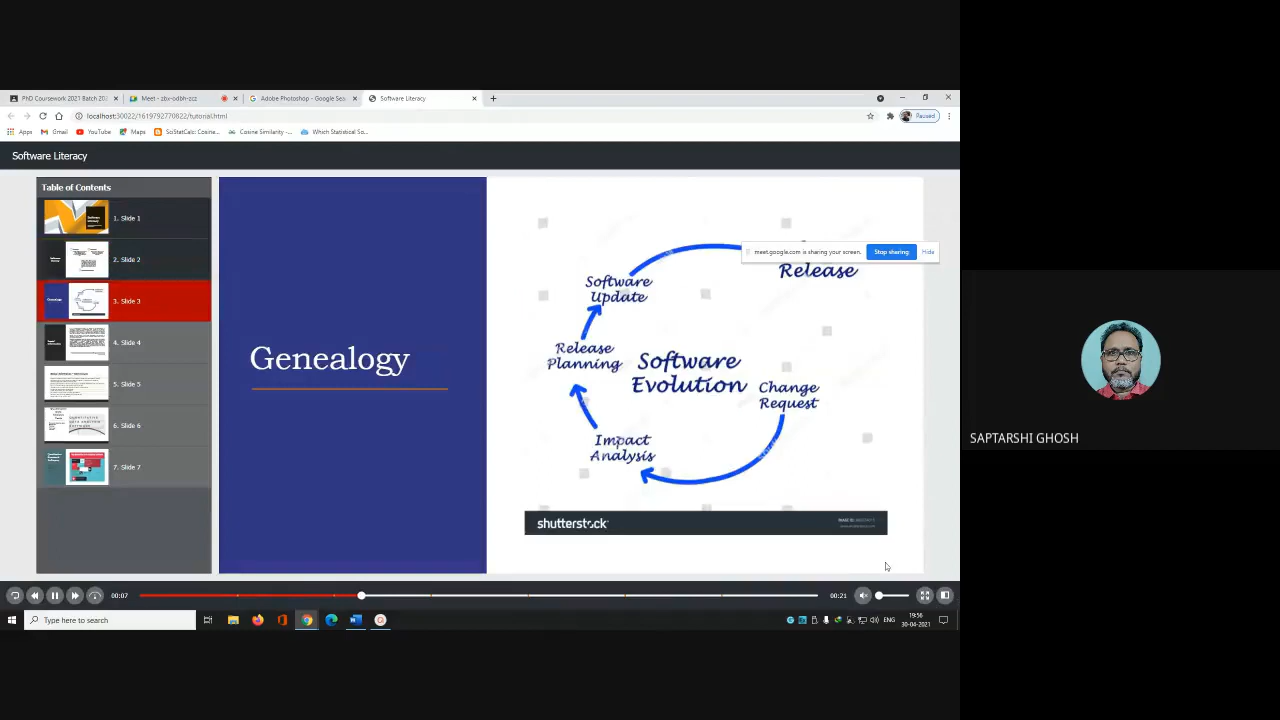 PhD Coursework 2021 Batch 20
Meet - zbx-odbh-zcz
Adobe Photoshop - Google Sea
Software Literacy
localhost:30022/1619792770822/tutorial.html
Paused
Apps
Gmail
YouTube
Maps
SoStatCalc: Cosine...
Cosine Similarity -...
Which Statistical So...
Software Literacy
Table of Contents
1. Slide 1
2. Slide 2
3. Slide 3
4. Slide 4
5. Slide 5
6. Slide 6
7. Slide 7
Genealogy
meet.google.com is sharing your screen.
Stop sharing
Hide
Release
Software
Update
Release
Planning
Software
Evolution
Change
Request
Impact
Analysis
shutterstock
00:07
00:21
Type here to search
ENG
19:56
30-04-2021
SAPTARSHI GHOSH